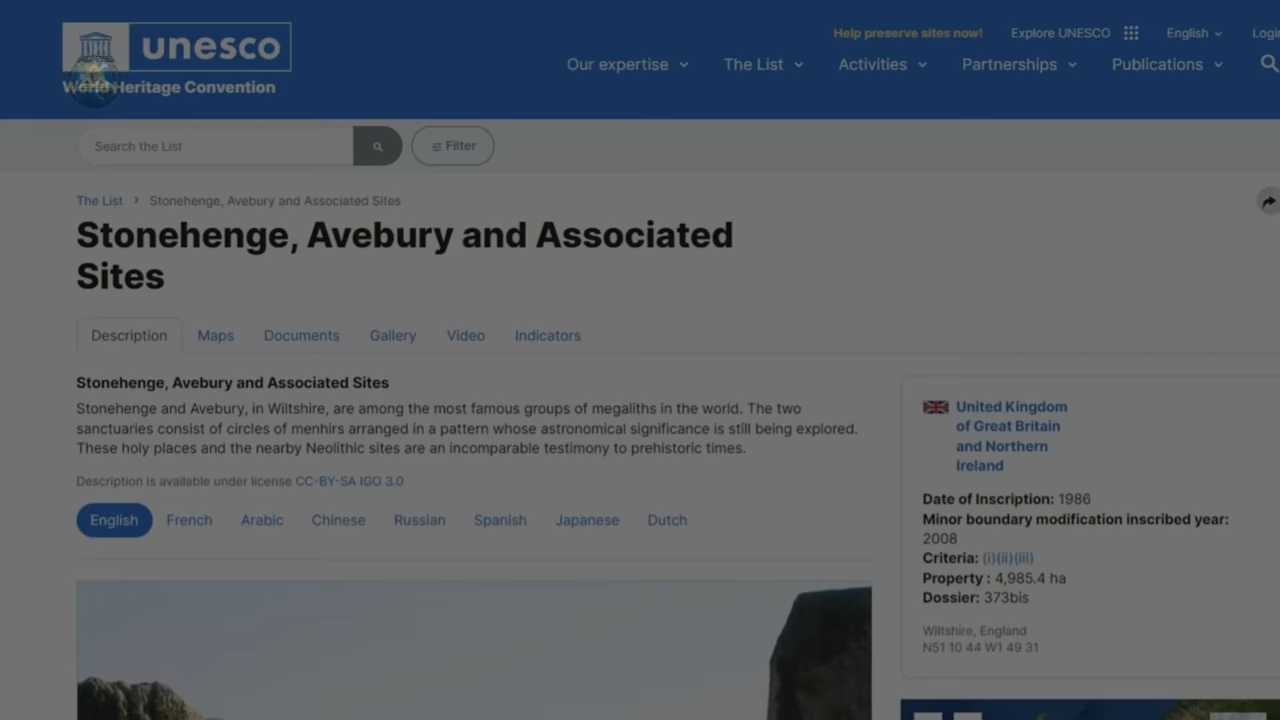 unesco
World Heritage Convention
Help preserve sites now!
Explore UNESCO
English
Our expertise
The List
Activities
Partnerships
Publications
Search the List
Filter
The List › Stonehenge, Avebury and Associated Sites
Stonehenge, Avebury and Associated
Sites
Description Maps Documents Gallery Video Indicators
Stonehenge, Avebury and Associated Sites
Stonehenge and Avebury, in Wiltshire, are among the most famous groups of megaliths in the world. The two
sanctuaries consist of circles of menhirs arranged in a pattern whose astronomical significance is still being explored.
These holy places and the nearby Neolithic sites are an incomparable testimony to prehistoric times.
Description is available under license CC-BY-SA IGO 3.0
English French Arabic Chinese Russian Spanish Japanese Dutch
United Kingdom
of Great Britain
and Northern
Ireland
Date of Inscription: 1986
Minor boundary modification inscribed year:
2008
Criteria: (i)(ii)(iii)
Property : 4,985.4 ha
Dossier: 373bis
Wiltshire, England
N51 10 44 W1 49 31